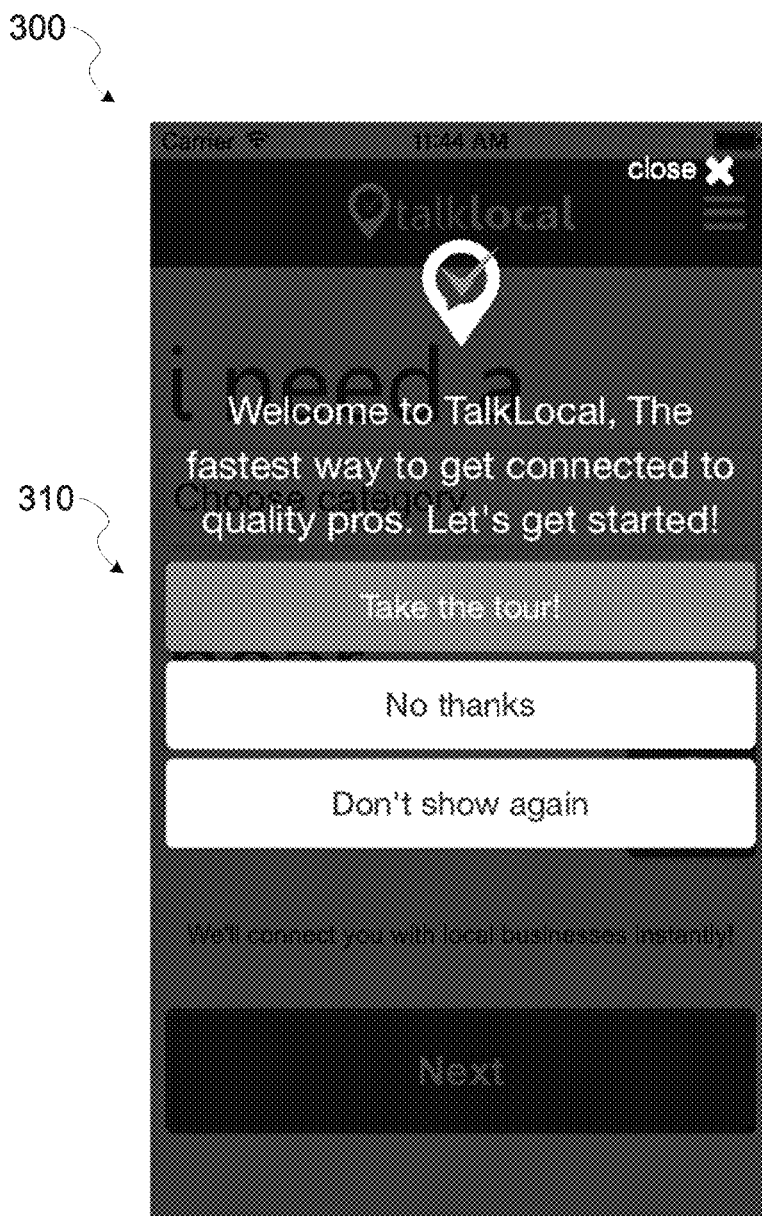 300
Carrier 11:44 AM
close
talklocal
i need a
Welcome to TalkLocal, The
fastest way to get connected to
Choose category
quality pros. Let's get started!
310
Take the tour!
No thanks
Don't show again
We'll connect you with local businesses instantly!
Next